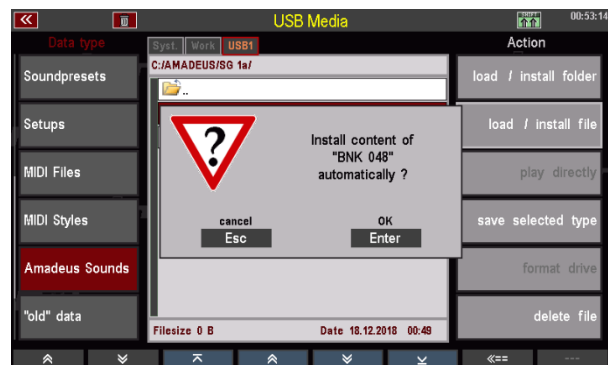 USB Media
SHIFT
00:53:14
Data type
Syst. Work USB1
Action
C:/AMADEUS/SG 1a/
Soundpresets
..
load / install folder
Setups
load / install file
?
Install content of
"BNK 048"
automatically ?
MIDI Files
play directly
MIDI Styles
cancel
OK
save selected type
Esc
Enter
Amadeus Sounds
format drive
"old" data
delete file
Filesize 0 B
Date 18.12.2018 00:49
«==
---